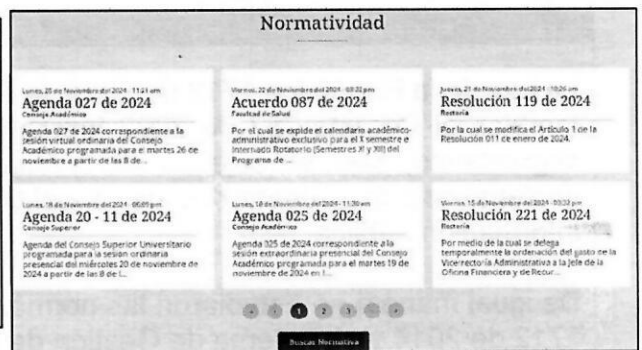 Normatividad
Lunes, 25 de Noviembre del 2024 - 11:21 am
Agenda 027 de 2024
Consejo Académico
Agenda 027 de 2024 correspondiente a la
sesión virtual ordinaria del Consejo
Académico programada para el martes 26 de
noviembre a partir de las 8 de...
Viernes, 22 de Noviembre del 2024 - 03:22 pm
Acuerdo 087 de 2024
Facultad de Salud
Por el cual se expide el calendario académico-
administrativo exclusivo para el X semestre e
Internado Rotatorio (Semestres XI y XII) del
Programa de ...
Jueves, 21 de Noviembre del 2024 - 10:26 am
Resolución 119 de 2024
Rectoría
Por la cual se modifica el Artículo 1 de la
Resolución 011 de enero de 2024.
Lunes, 18 de Noviembre del 2024 - 06:05 pm
Agenda 20 - 11 de 2024
Consejo Superior
Agenda del Consejo Superior Universitario
programada para la sesión ordinaria
presencial del miércoles 20 de noviembre de
2024 a partir de las 8 de l...
Lunes, 18 de Noviembre del 2024 - 11:30 am
Agenda 025 de 2024
Consejo Académico
Agenda 025 de 2024 correspondiente a la
sesión extraordinaria presencial del Consejo
Académico programada para el martes 19 de
noviembre de 2024 en l...
Viernes, 15 de Noviembre del 2024 - 03:32 pm
Resolución 221 de 2024
Rectoría
Por medio de la cual se delega
temporalmente la ordenación del gasto de la
Vicerrectoría Administrativa a la Jefe de la
Oficina Financiera y de Recur...
« ‹ 1 2 3 › »
Buscar Normativa